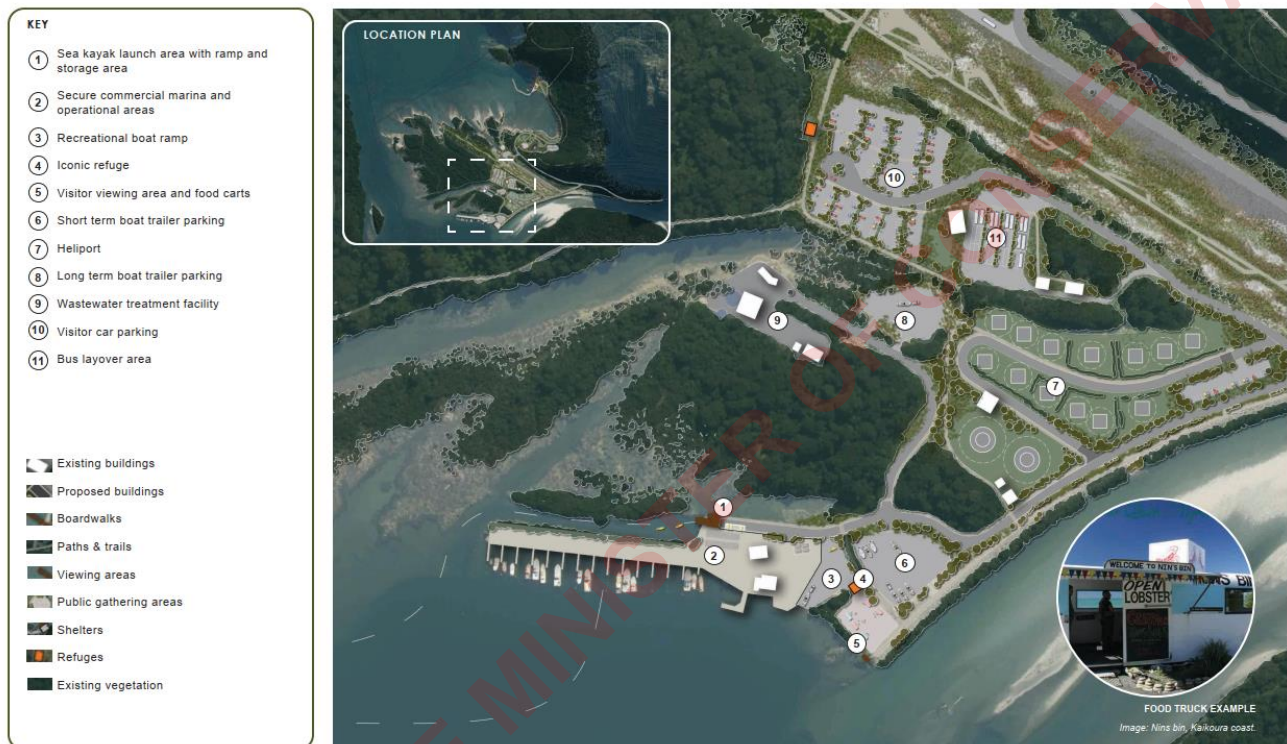 KEY
1 Sea kayak launch area with ramp and
storage area
2 Secure commercial marina and
operational areas
3 Recreational boat ramp
4 Iconic refuge
5 Visitor viewing area and food carts
6 Short term boat trailer parking
7 Heliport
8 Long term boat trailer parking
9 Wastewater treatment facility
10 Visitor car parking
11 Bus layover area
Existing buildings
Proposed buildings
Boardwalks
Paths & trails
Viewing areas
Public gathering areas
Shelters
Refuges
Existing vegetation
LOCATION PLAN
10
11
8
9
7
1
2
3
4
6
5
MINISTER OF CONSERVA
WELCOME TO NIN'S BIN
OPEN
LOBSTER
FOOD TRUCK EXAMPLE
Image: Nins bin, Kaikoura coast.